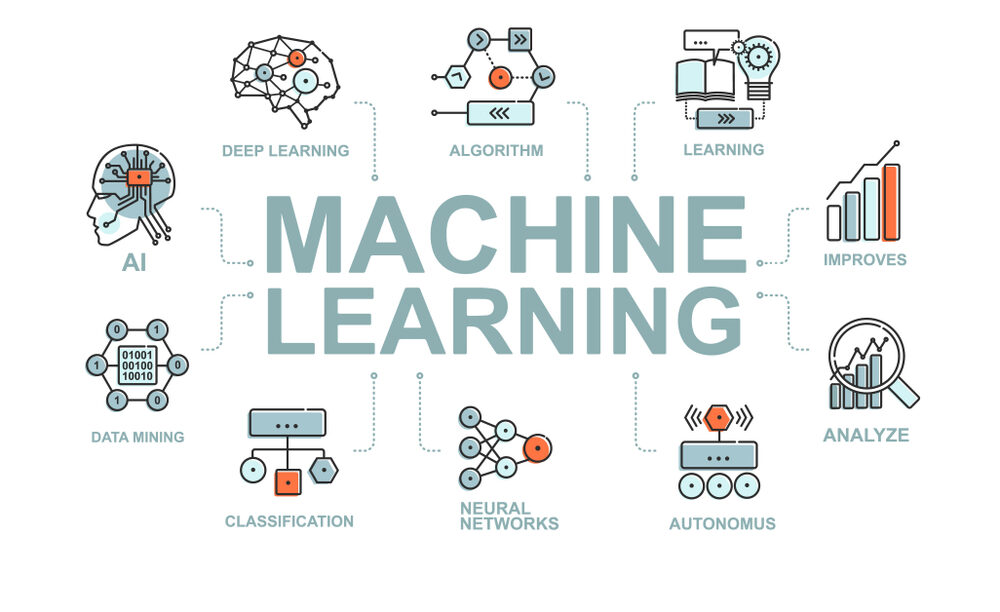 DEEP LEARNING
ALGORITHM
LEARNING
AI
MACHINE
LEARNING
IMPROVES
0 1
1 0
1 0
01001
00100
10010
DATA MINING
ANALYZE
CLASSIFICATION
NEURAL
NETWORKS
AUTONOMUS